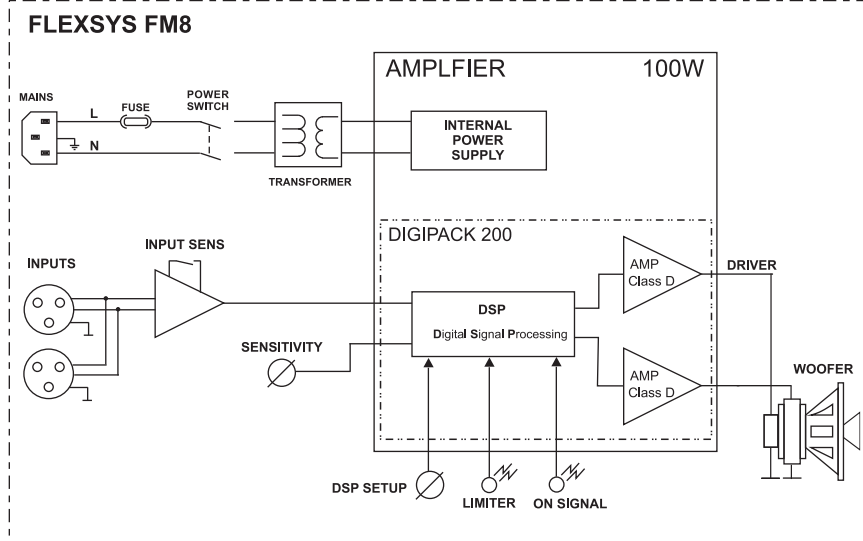 FLEXSYS FM8
AMPLFIER
100W
MAINS
L
FUSE
POWER
SWITCH
N
TRANSFORMER
INTERNAL
POWER
SUPPLY
DIGIPACK 200
INPUTS
INPUT SENS
AMP
Class D
DRIVER
DSP
Digital Signal Processing
SENSITIVITY
AMP
Class D
WOOFER
DSP SETUP
LIMITER
ON SIGNAL